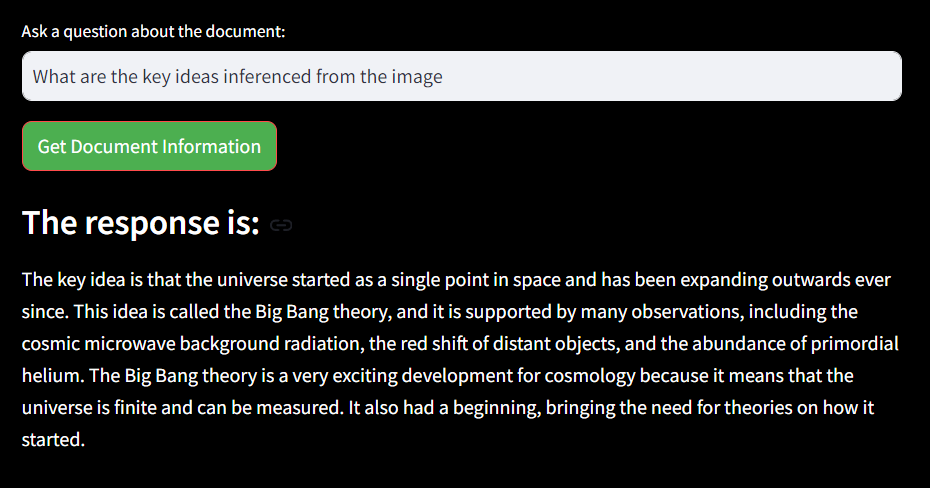 Ask a question about the document:
What are the key ideas inferenced from the image
Get Document Information
The response is:
The key idea is that the universe started as a single point in space and has been expanding outwards ever
since. This idea is called the Big Bang theory, and it is supported by many observations, including the
cosmic microwave background radiation, the red shift of distant objects, and the abundance of primordial
helium. The Big Bang theory is a very exciting development for cosmology because it means that the
universe is finite and can be measured. It also had a beginning, bringing the need for theories on how it
started.